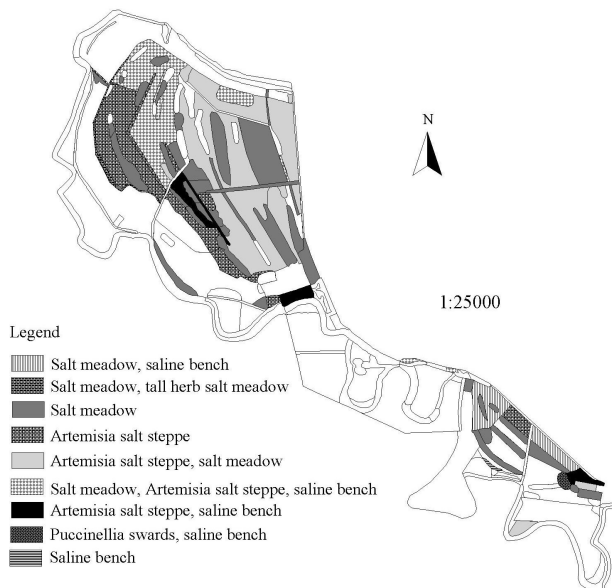 N
1:25000
Legend
Salt meadow, saline bench
Salt meadow, tall herb salt meadow
Salt meadow
Artemisia salt steppe
Artemisia salt steppe, salt meadow
Salt meadow, Artemisia salt steppe, saline bench
Artemisia salt steppe, saline bench
Puccinellia swards, saline bench
Saline bench